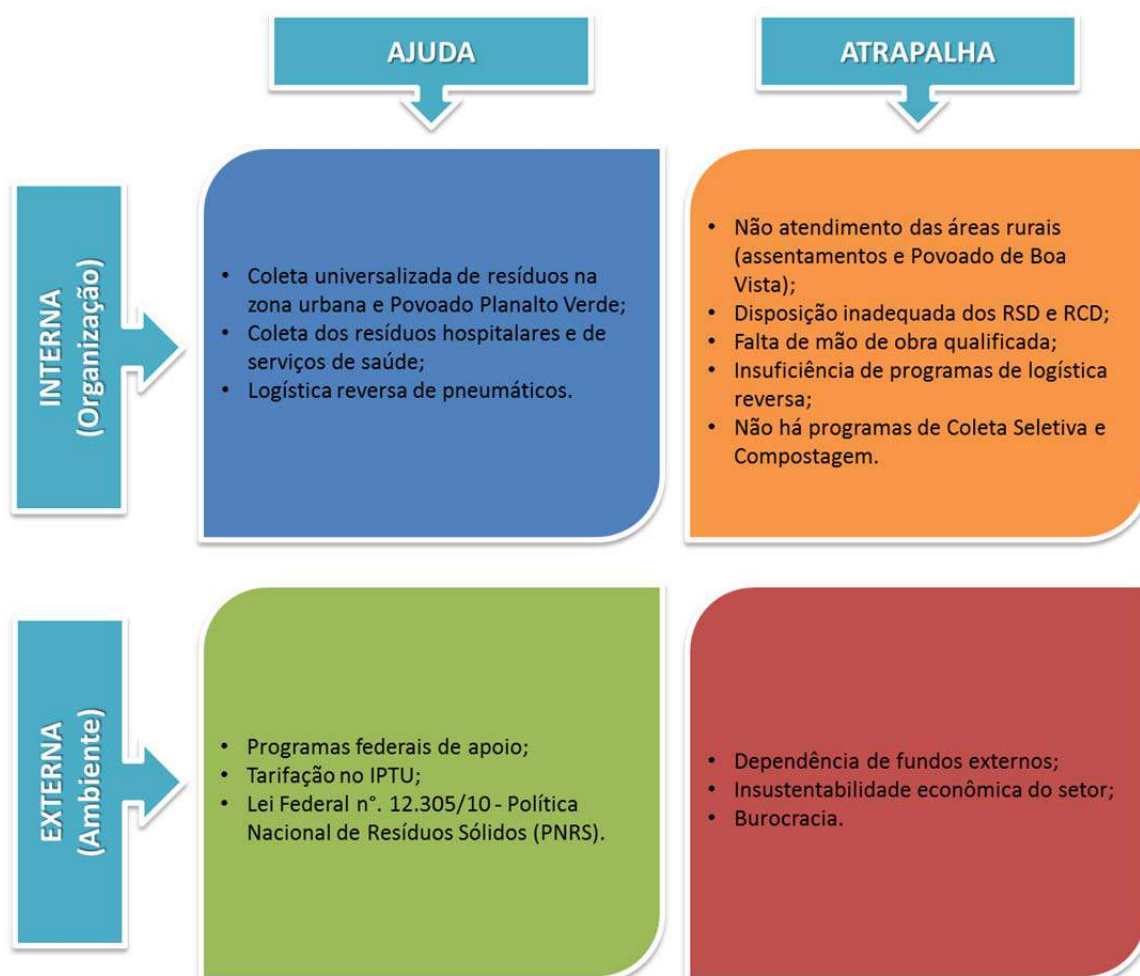 AJUDA
ATRAPALHA
INTERNA
(Organização)
• Coleta universalizada de resíduos na
zona urbana e Povoado Planalto Verde;
• Coleta dos resíduos hospitalares e de
serviços de saúde;
• Logística reversa de pneumáticos.
• Não atendimento das áreas rurais
(assentamentos e Povoado de Boa
Vista);
• Disposição inadequada dos RSD e RCD;
• Falta de mão de obra qualificada;
• Insuficiência de programas de logística
reversa;
• Não há programas de Coleta Seletiva e
Compostagem.
EXTERNA
(Ambiente)
• Programas federais de apoio;
• Tarifação no IPTU;
• Lei Federal n°. 12.305/10 - Política
Nacional de Resíduos Sólidos (PNRS).
• Dependência de fundos externos;
• Insustentabilidade econômica do setor;
• Burocracia.